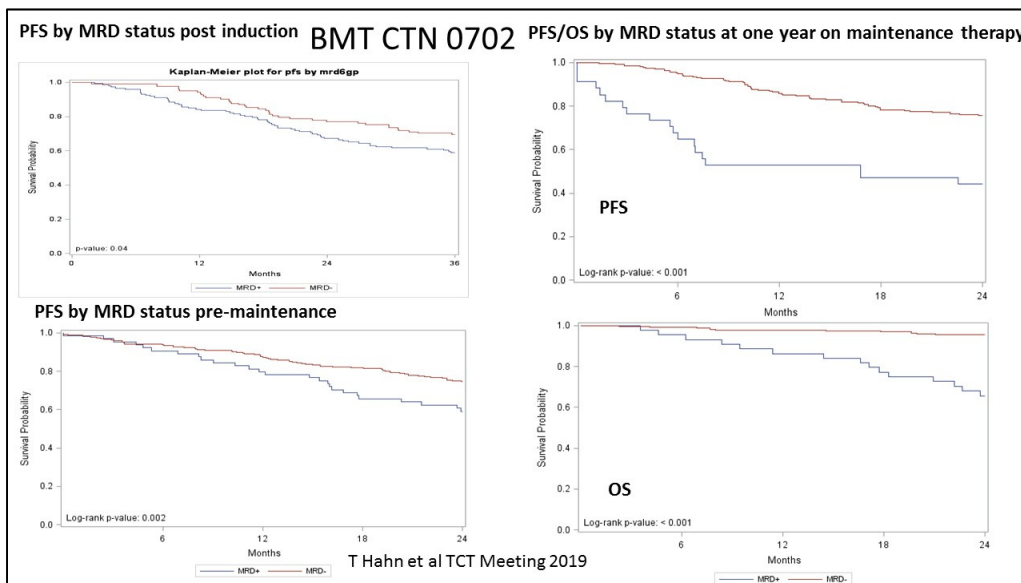 PFS by MRD status post induction
BMT CTN 0702
PFS/OS by MRD status at one year on maintenance therapy
Kaplan-Meier plot for pfs by mrd6gp
Survival Probability
1.0
0.8
0.6
0.4
0.2
0.0
p-value: 0.04
0
12
24
36
Months
MRD+
MRD-
Survival Probability
1.0
0.8
0.6
0.4
0.2
0.0
PFS
Log-rank p-value: < 0.001
6
12
18
24
Months
MRD+
MRD-
PFS by MRD status pre-maintenance
Survival Probability
1.0
0.8
0.6
0.4
0.2
0.0
Log-rank p-value: 0.002
6
12
18
24
Months
MRD+
MRD-
Survival Probability
1.0
0.8
0.6
0.4
0.2
0.0
OS
Log-rank p-value: < 0.001
6
12
18
24
Months
MRD+
MRD-
T Hahn et al TCT Meeting 2019